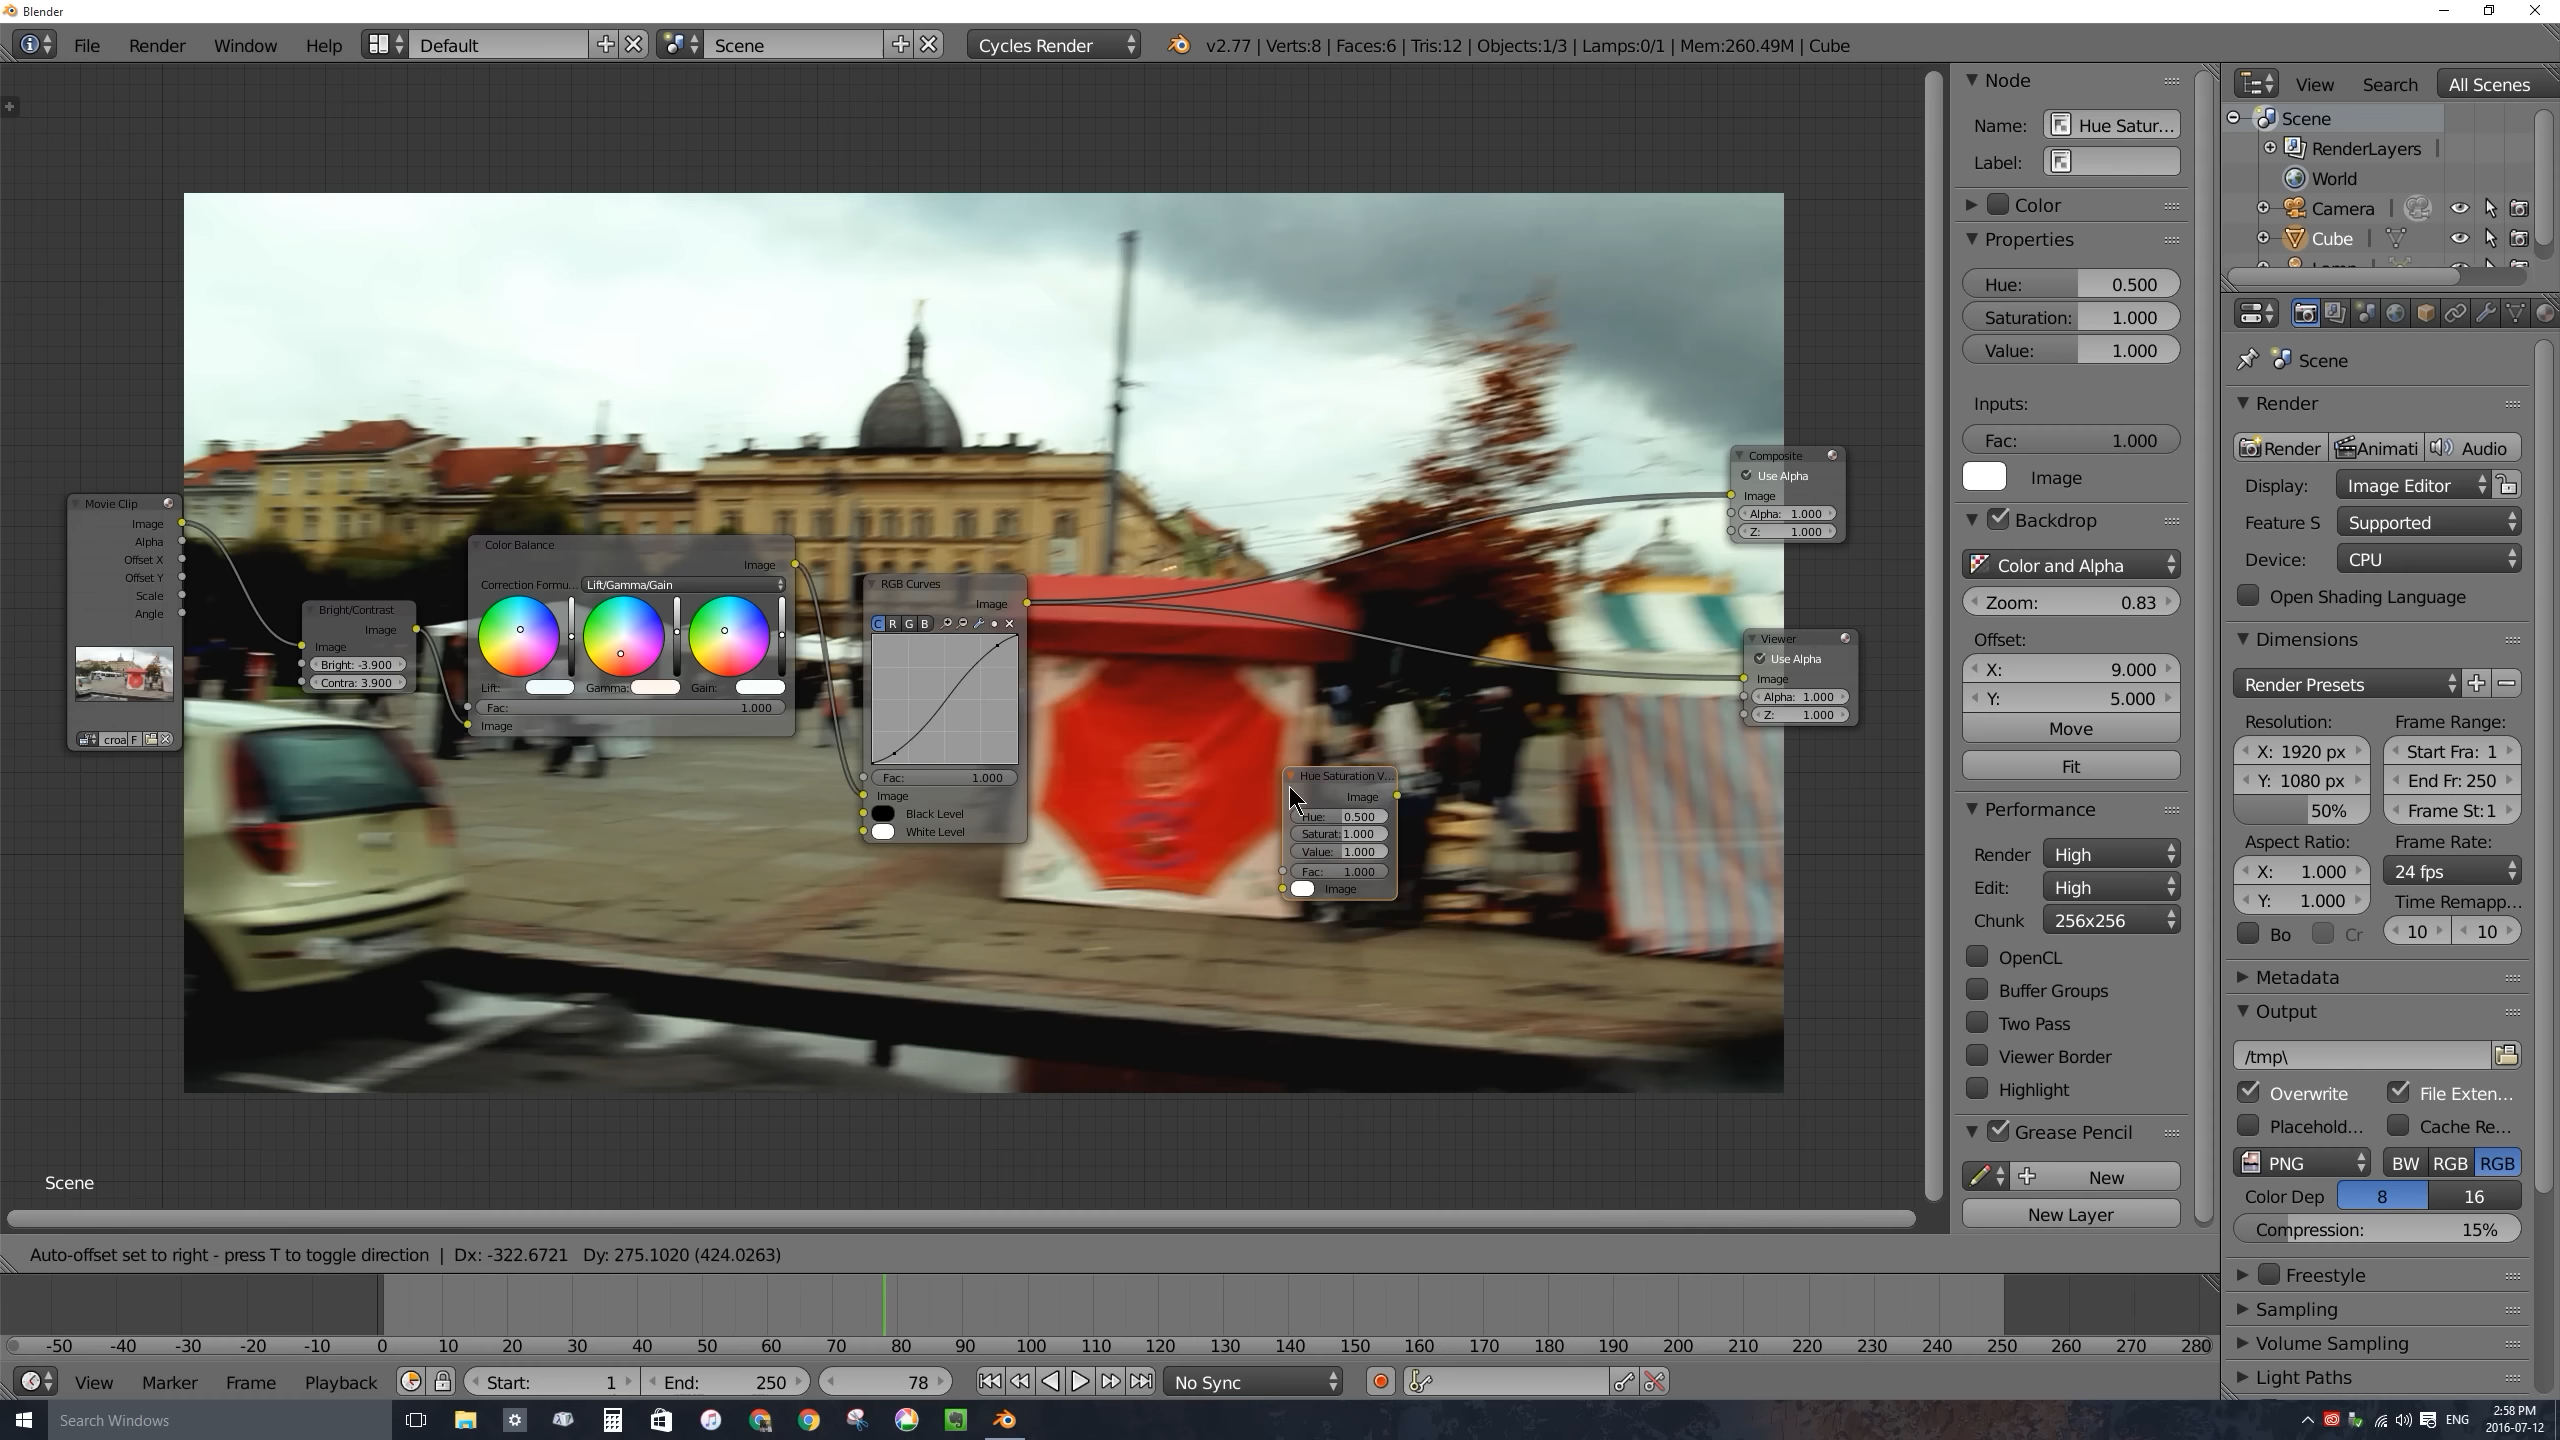 Blender
File Render Window Help Default Scene Cycles Render v2.77 | Verts:8 | Faces:6 | Tris:12 | Objects:1/3 | Lamps:0/1 | Mem:260.49M | Cube
Movie Clip
Image
Alpha
Offset X
Offset Y
Scale
Angle
croa F
Bright/Contrast
Image
Image
Bright: -3.900
Contra: 3.900
Color Balance
Image
Correction Formu... Lift/Gamma/Gain
Lift: Gamma: Gain:
Fac: 1.000
Image
RGB Curves
Image
C R G B
Fac: 1.000
Image
Black Level
White Level
Hue Saturation V...
Image
Hue: 0.500
Saturat: 1.000
Value: 1.000
Fac: 1.000
Image
Composite
Use Alpha
Image
Alpha: 1.000
Z: 1.000
Viewer
Use Alpha
Image
Alpha: 1.000
Z: 1.000
Scene
Node
Name: Hue Satur...
Label:
Color
Properties
Hue: 0.500
Saturation: 1.000
Value: 1.000
Inputs:
Fac: 1.000
Image
Backdrop
Color and Alpha
Zoom: 0.83
Offset:
X: 9.000
Y: 5.000
Move
Fit
Performance
Render High
Edit: High
Chunk 256x256
OpenCL
Buffer Groups
Two Pass
Viewer Border
Highlight
Grease Pencil
New
New Layer
View Search All Scenes
Scene
RenderLayers
World
Camera
Cube
Scene
Render
Render Animati Audio
Display: Image Editor
Feature S Supported
Device: CPU
Open Shading Language
Dimensions
Render Presets
Resolution: Frame Range:
X: 1920 px Start Fra: 1
Y: 1080 px End Fr: 250
50% Frame St: 1
Aspect Ratio: Frame Rate:
X: 1.000 24 fps
Y: 1.000 Time Remapp...
Bo Cr 10 10
Metadata
Output
/tmp\
Overwrite File Exten...
Placehold... Cache Re...
PNG BW RGB RGB
Color Dep 8 16
Compression: 15%
Freestyle
Sampling
Volume Sampling
Light Paths
Auto-offset set to right - press T to toggle direction | Dx: -322.6721 Dy: 275.1020 (424.0263)
-50 -40 -30 -20 -10 0 10 20 30 40 50 60 70 80 90 100 110 120 130 140 150 160 170 180 190 200 210 220 230 240 250 260 270 280
View Marker Frame Playback Start: 1 End: 250 78 No Sync
Search Windows
ENG
2:58 PM
2016-07-12